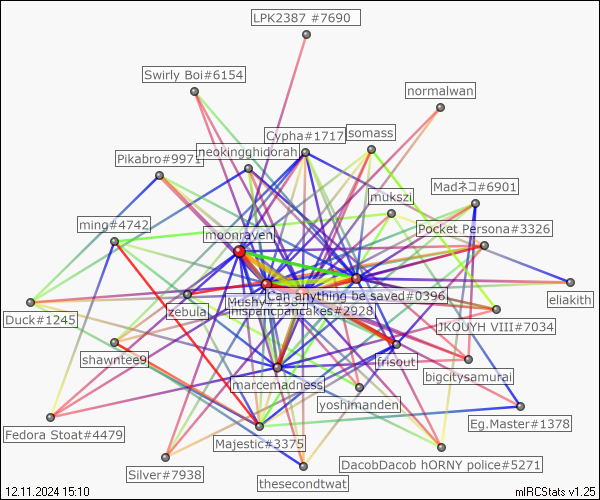 LPK2387 #7690
Swirly Boi#6154
normalwan
Cypha#1717
somass
neokingghidorah
Pikabro#9971
Madネコ#6901
mukszi
mino#4742
Pocket Persona#3326
moonraven
eliakith
Can anything be saved#0396
Mushy#1984
mispancpancakes#2928
zebula
Duck#1245
JKOUYH VIII#7034
shawntee9
frisout
bigcitysamurai
marcemadness
yoshimanden
Eg.Master#1378
Fedora Stoat#4479
Majestic#3375
DacobDacob hORNY police#5271
Silver#7938
thesecondtwat
12.11.2024 15:10
mIRCStats v1.25